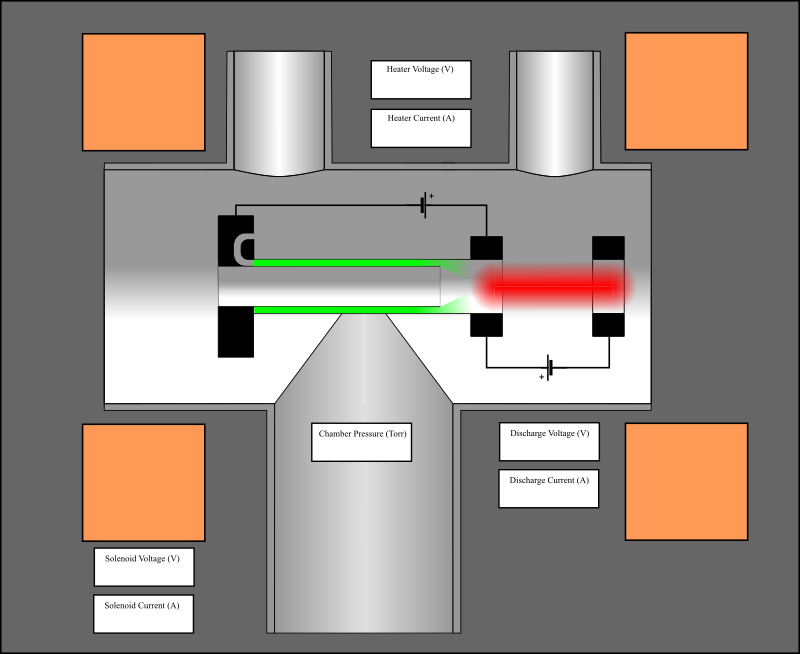 Heater Voltage (V)
Heater Current (A)
+
+
Chamber Pressure (Torr)
Discharge Voltage (V)
Discharge Current (A)
Solenoid Voltage (V)
Solenoid Current (A)